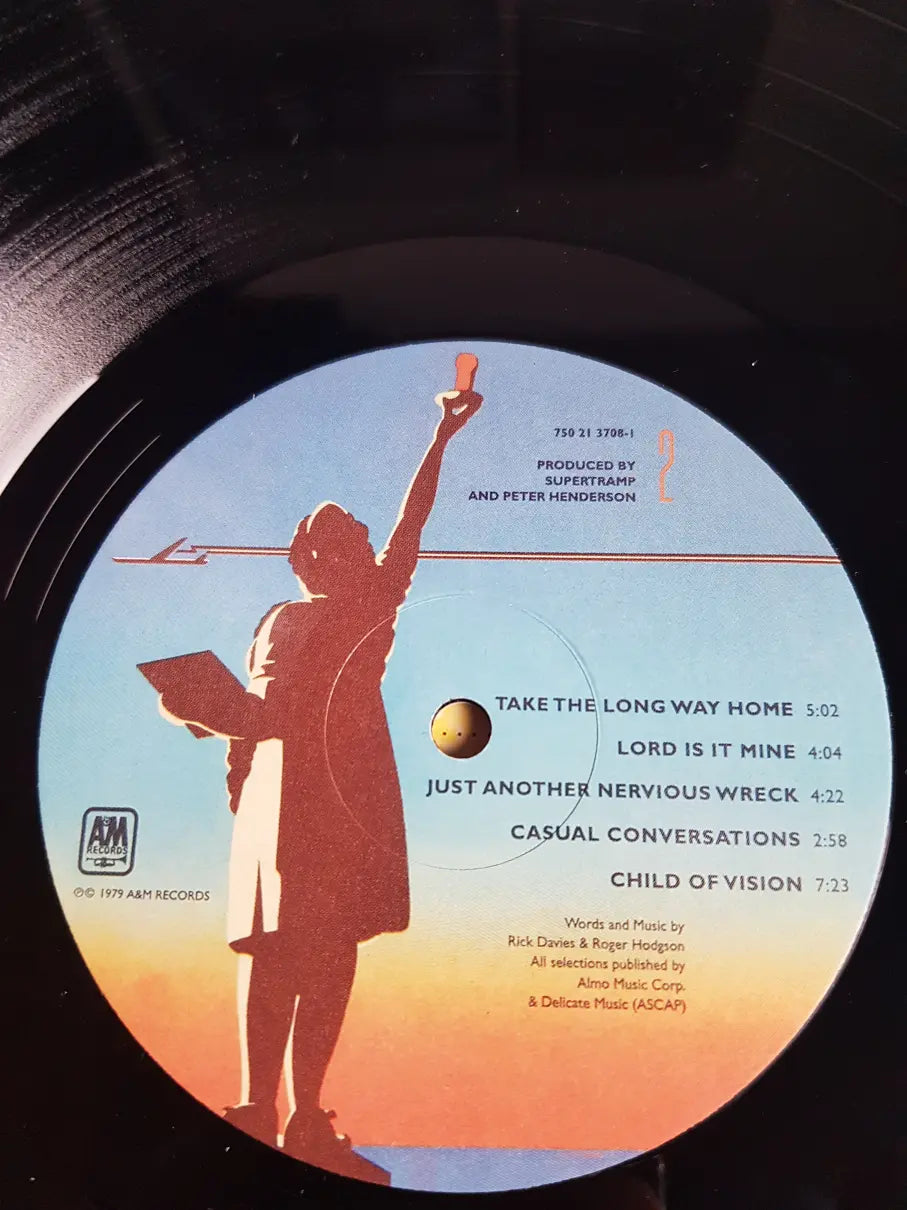 750 21 3708-1
2
PRODUCED BY
SUPERTRAMP
AND PETER HENDERSON
TAKE THE LONG WAY HOME 5:02
LORD IS IT MINE 4:04
JUST ANOTHER NERVIOUS WRECK 4:22
CASUAL CONVERSATIONS 2:58
CHILD OF VISION 7:23
A&M
RECORDS
℗© 1979 A&M RECORDS
Words and Music by
Rick Davies & Roger Hodgson
All selections published by
Almo Music Corp.
& Delicate Music (ASCAP)